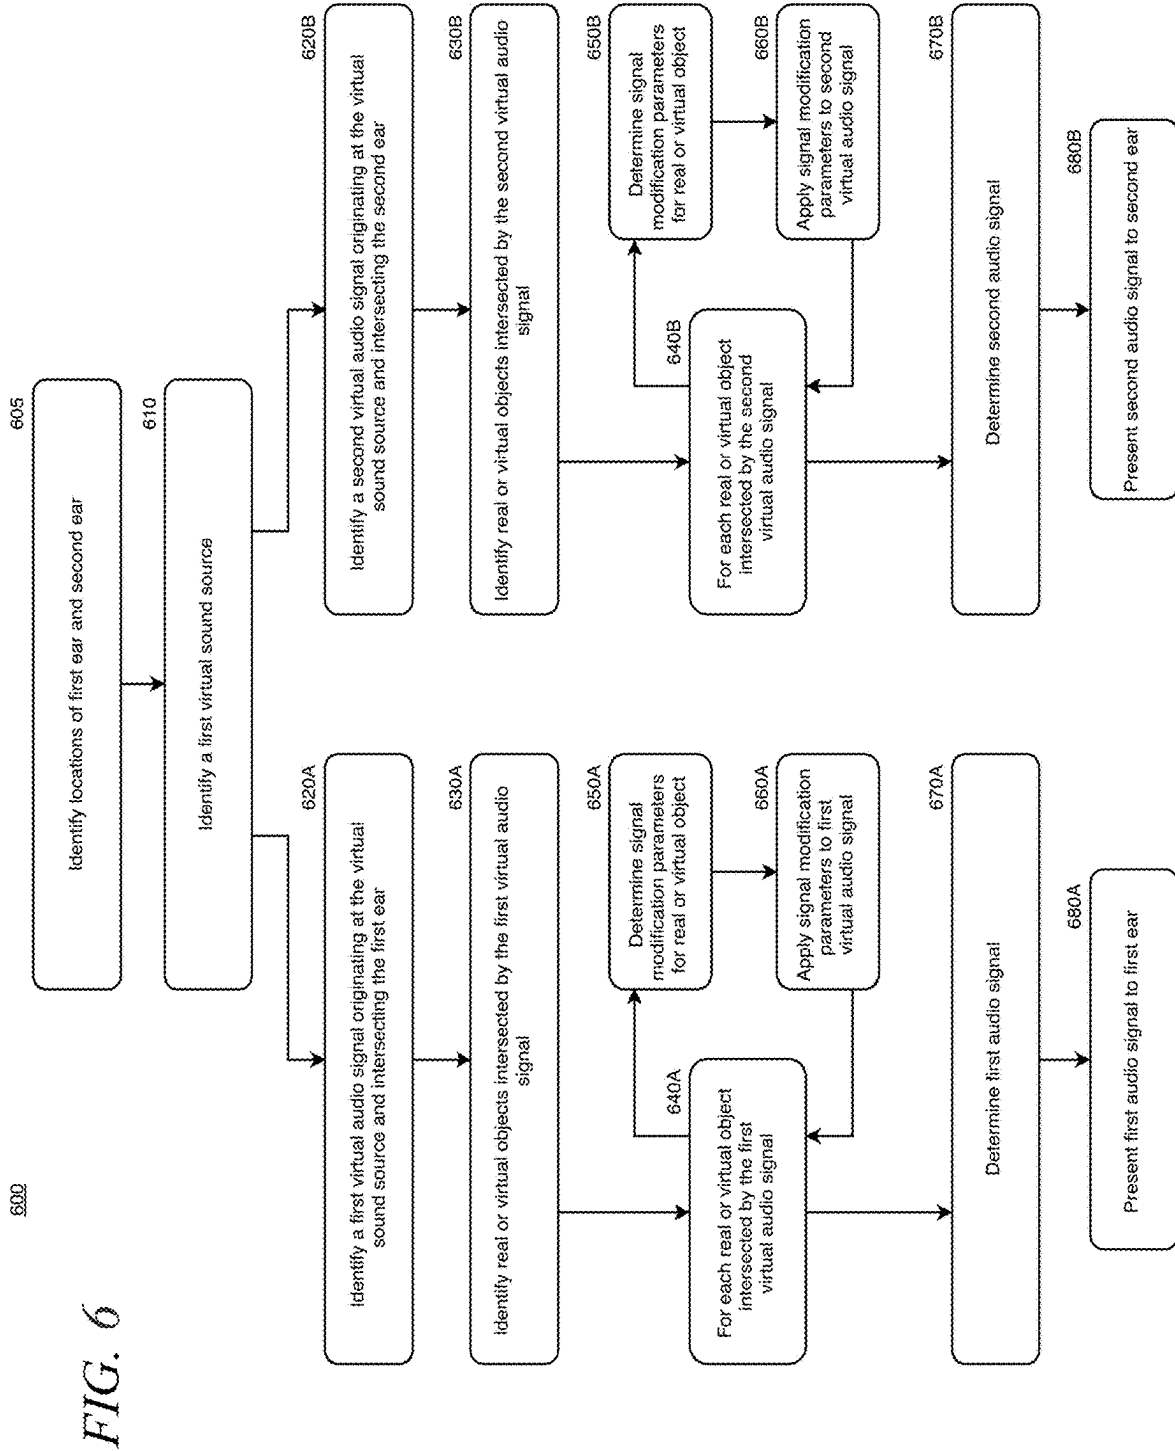 600
FIG. 6
605
Identify locations of first ear and second ear
610
Identify a first virtual sound source
620A
Identify a first virtual audio signal originating at the virtual
sound source and intersecting the first ear
630A
Identify real or virtual objects intersected by the first virtual audio
signal
640A
For each real or virtual object
intersected by the first
virtual audio signal
650A
Determine signal
modification parameters
for real or virtual object
660A
Apply signal modification
parameters to first
virtual audio signal
670A
Determine first audio signal
680A
Present first audio signal to first ear
620B
Identify a second virtual audio signal originating at the virtual
sound source and intersecting the second ear
630B
Identify real or virtual objects intersected by the second virtual audio
signal
640B
For each real or virtual object
intersected by the second
virtual audio signal
650B
Determine signal
modification parameters
for real or virtual object
660B
Apply signal modification
parameters to second
virtual audio signal
670B
Determine second audio signal
680B
Present second audio signal to second ear